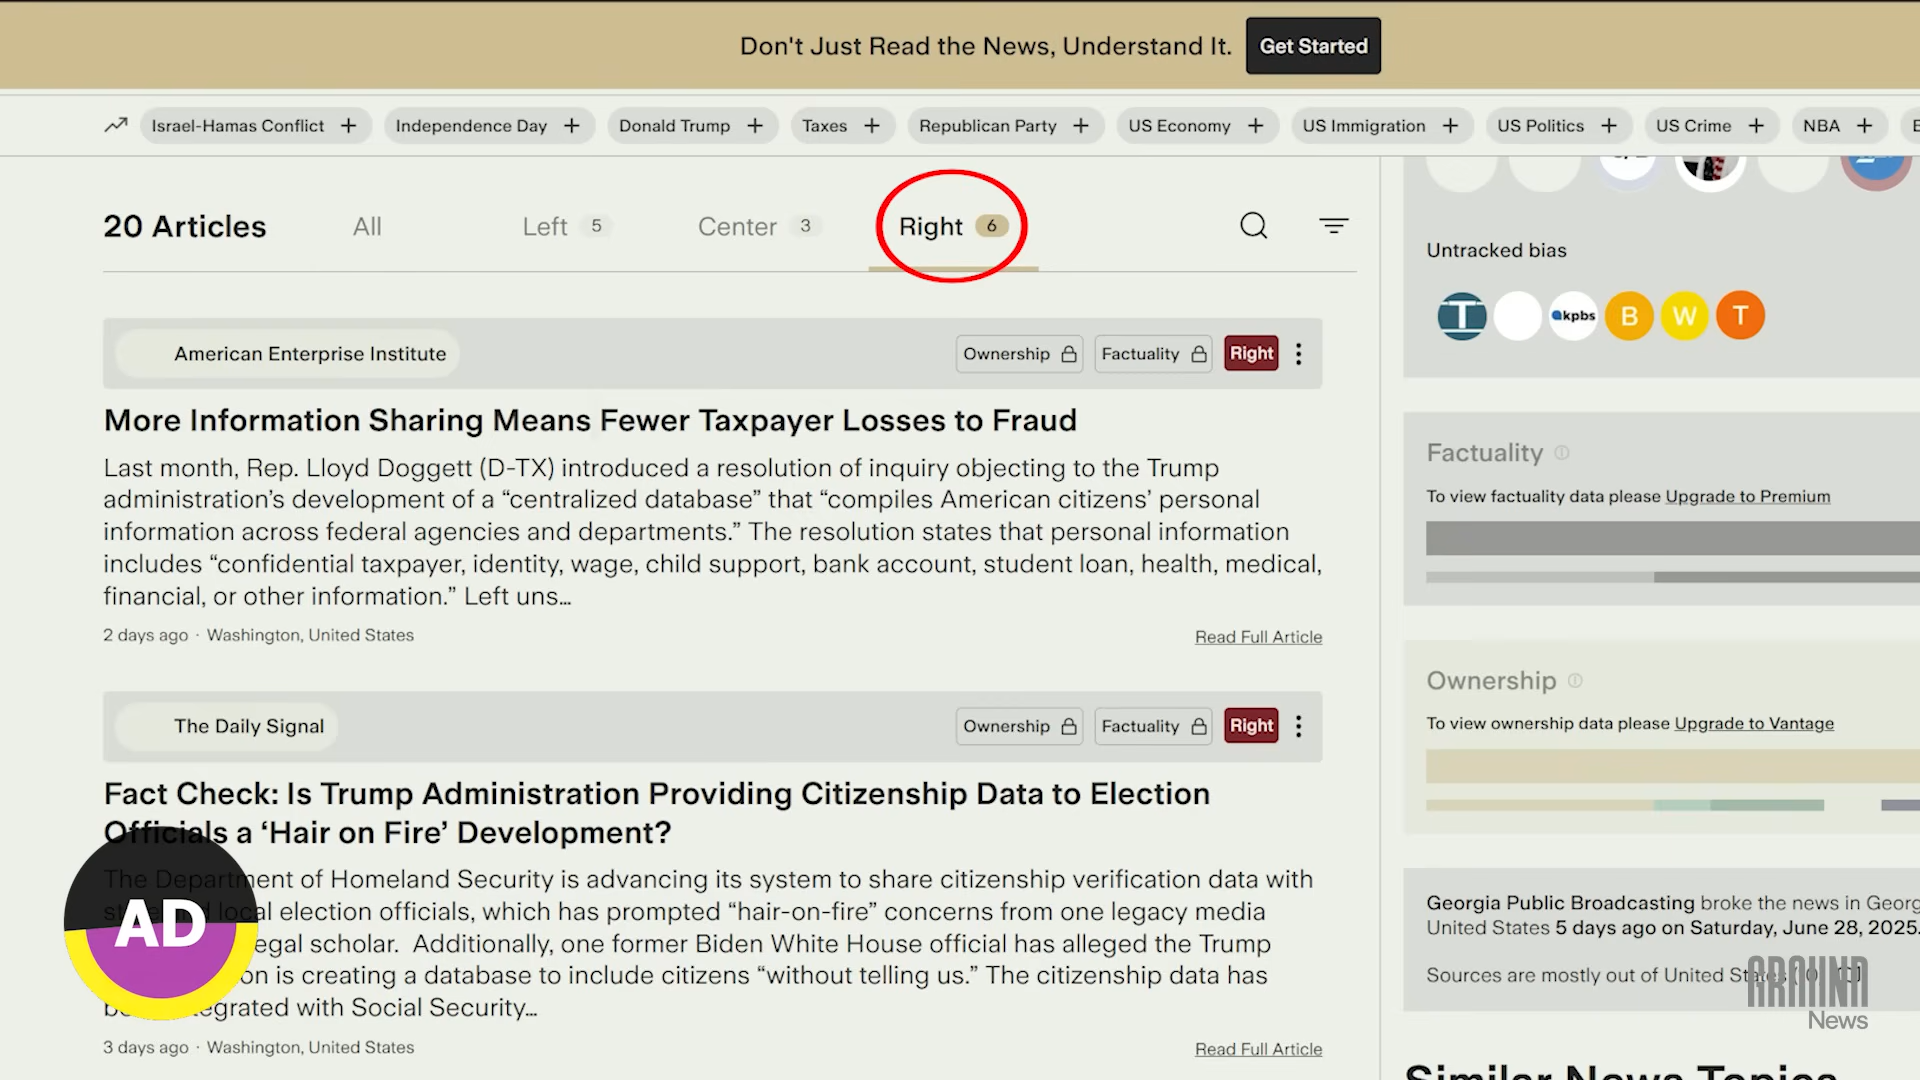 Don't Just Read the News, Understand It. Get Started
Israel-Hamas Conflict + Independence Day + Donald Trump + Taxes + Republican Party + US Economy + US Immigration + US Politics + US Crime + NBA +
20 Articles All Left 5 Center 3 Right 6
Untracked bias
T kpbs B W T
American Enterprise Institute Ownership Factuality Right
More Information Sharing Means Fewer Taxpayer Losses to Fraud
Last month, Rep. Lloyd Doggett (D-TX) introduced a resolution of inquiry objecting to the Trump
administration’s development of a “centralized database” that “compiles American citizens’ personal
information across federal agencies and departments.” The resolution states that personal information
includes “confidential taxpayer, identity, wage, child support, bank account, student loan, health, medical,
financial, or other information.” Left uns...
2 days ago · Washington, United States Read Full Article
The Daily Signal Ownership Factuality Right
Fact Check: Is Trump Administration Providing Citizenship Data to Election
Officials a ‘Hair on Fire’ Development?
The Department of Homeland Security is advancing its system to share citizenship verification data with
local election officials, which has prompted “hair-on-fire” concerns from one legacy media
legal scholar. Additionally, one former Biden White House official has alleged the Trump
is creating a database to include citizens “without telling us.” The citizenship data has
integrated with Social Security...
3 days ago · Washington, United States Read Full Article
AD
Factuality
To view factuality data please Upgrade to Premium
Ownership
To view ownership data please Upgrade to Vantage
Georgia Public Broadcasting broke the news in
United States 5 days ago on Saturday, June 28, 2025.
Sources are mostly out of United States
GROUND
News
Similar News Topics